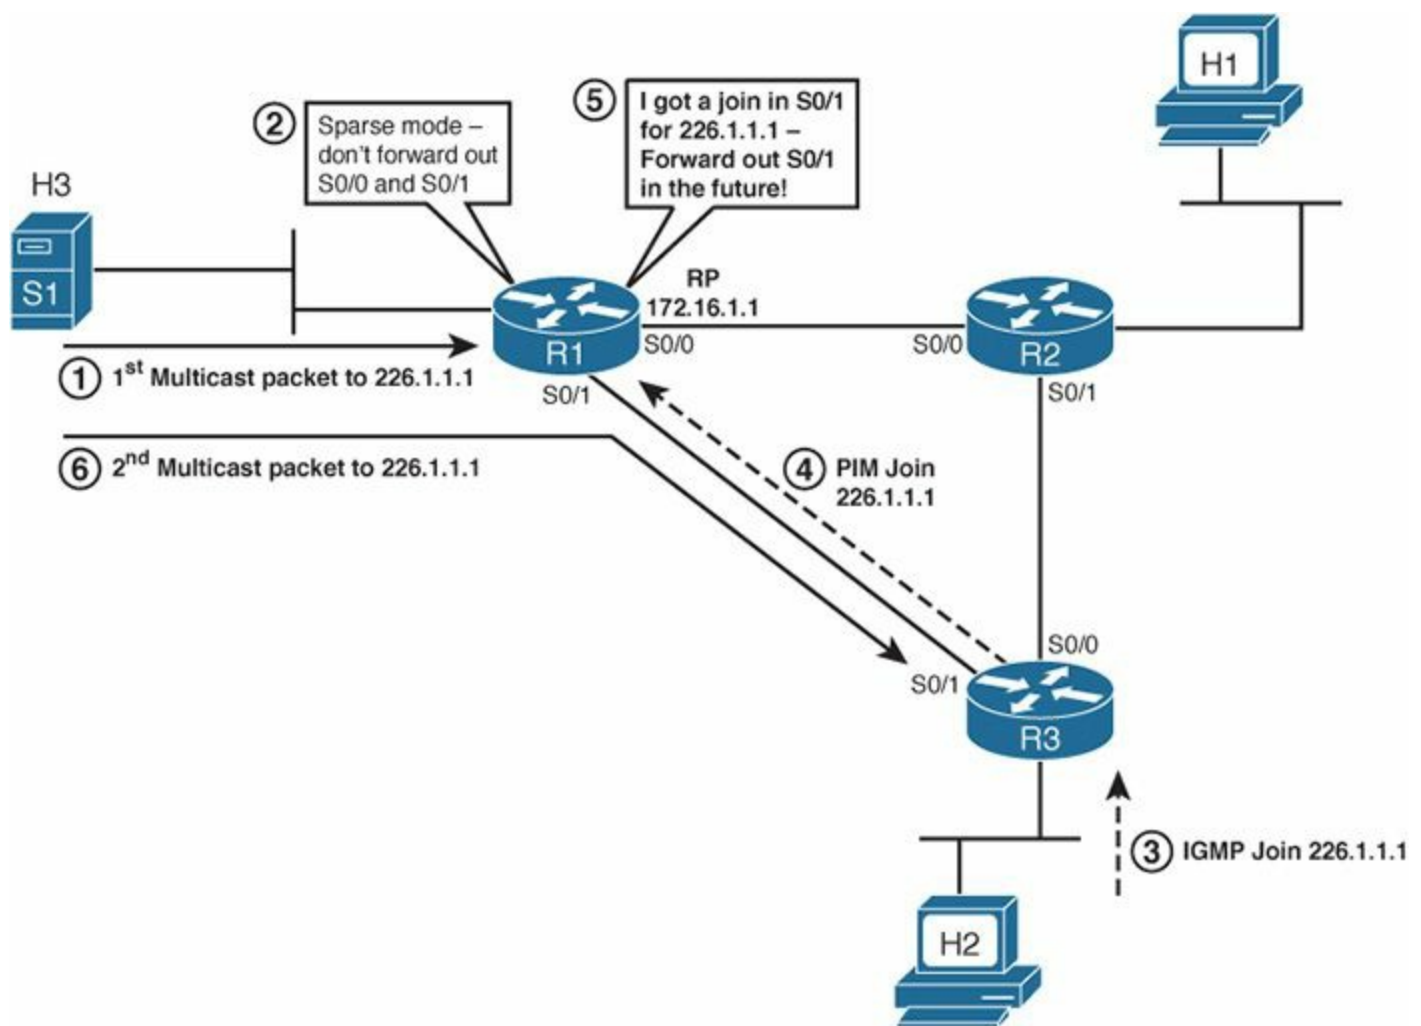 H1
②
Sparse mode –
don't forward out
S0/0 and S0/1
⑤
I got a join in S0/1
for 226.1.1.1 –
Forward out S0/1
in the future!
H3
S1
RP
172.16.1.1
R1
S0/0
S0/1
S0/0
R2
S0/1
① 1st Multicast packet to 226.1.1.1
⑥ 2nd Multicast packet to 226.1.1.1
④ PIM Join
226.1.1.1
S0/0
S0/1
R3
③ IGMP Join 226.1.1.1
H2